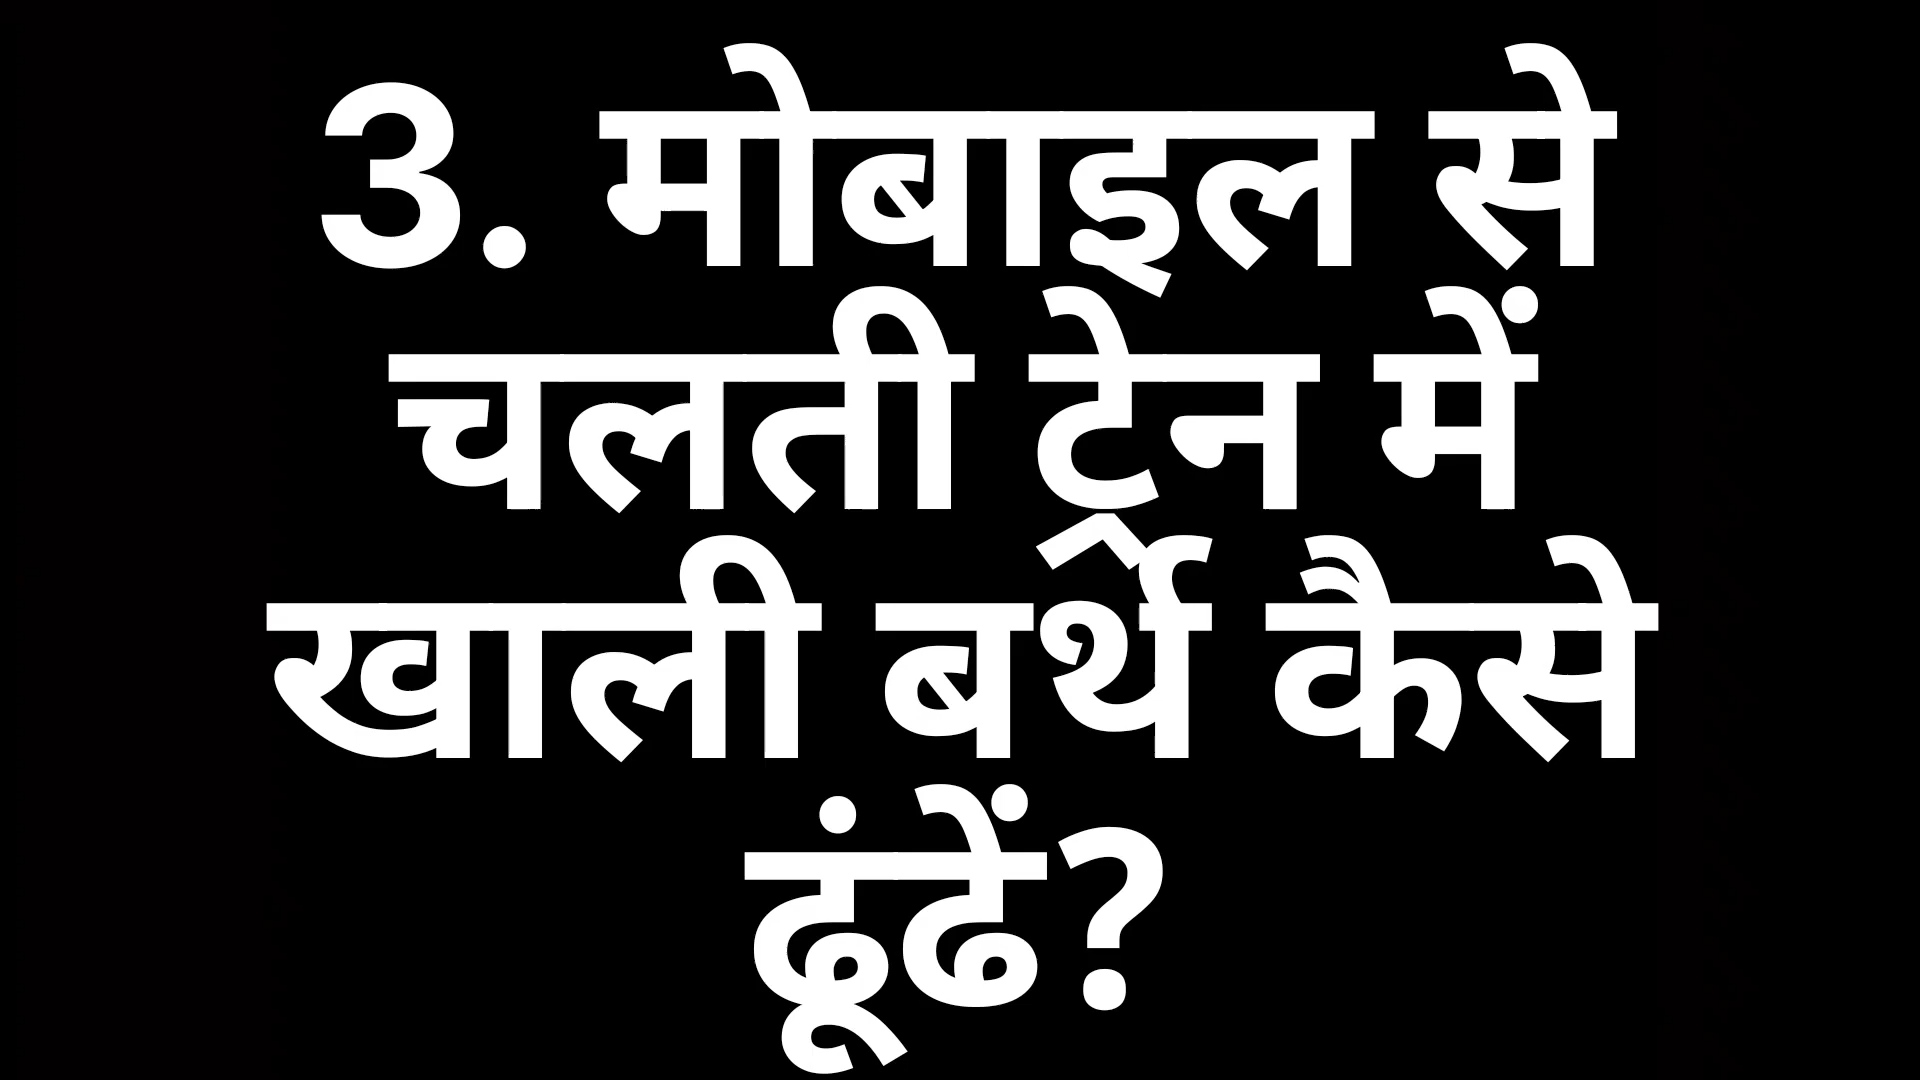 3. मोबाइल से
चलती ट्रेन में
खाली बर्थ कैसे
ढूंढें?